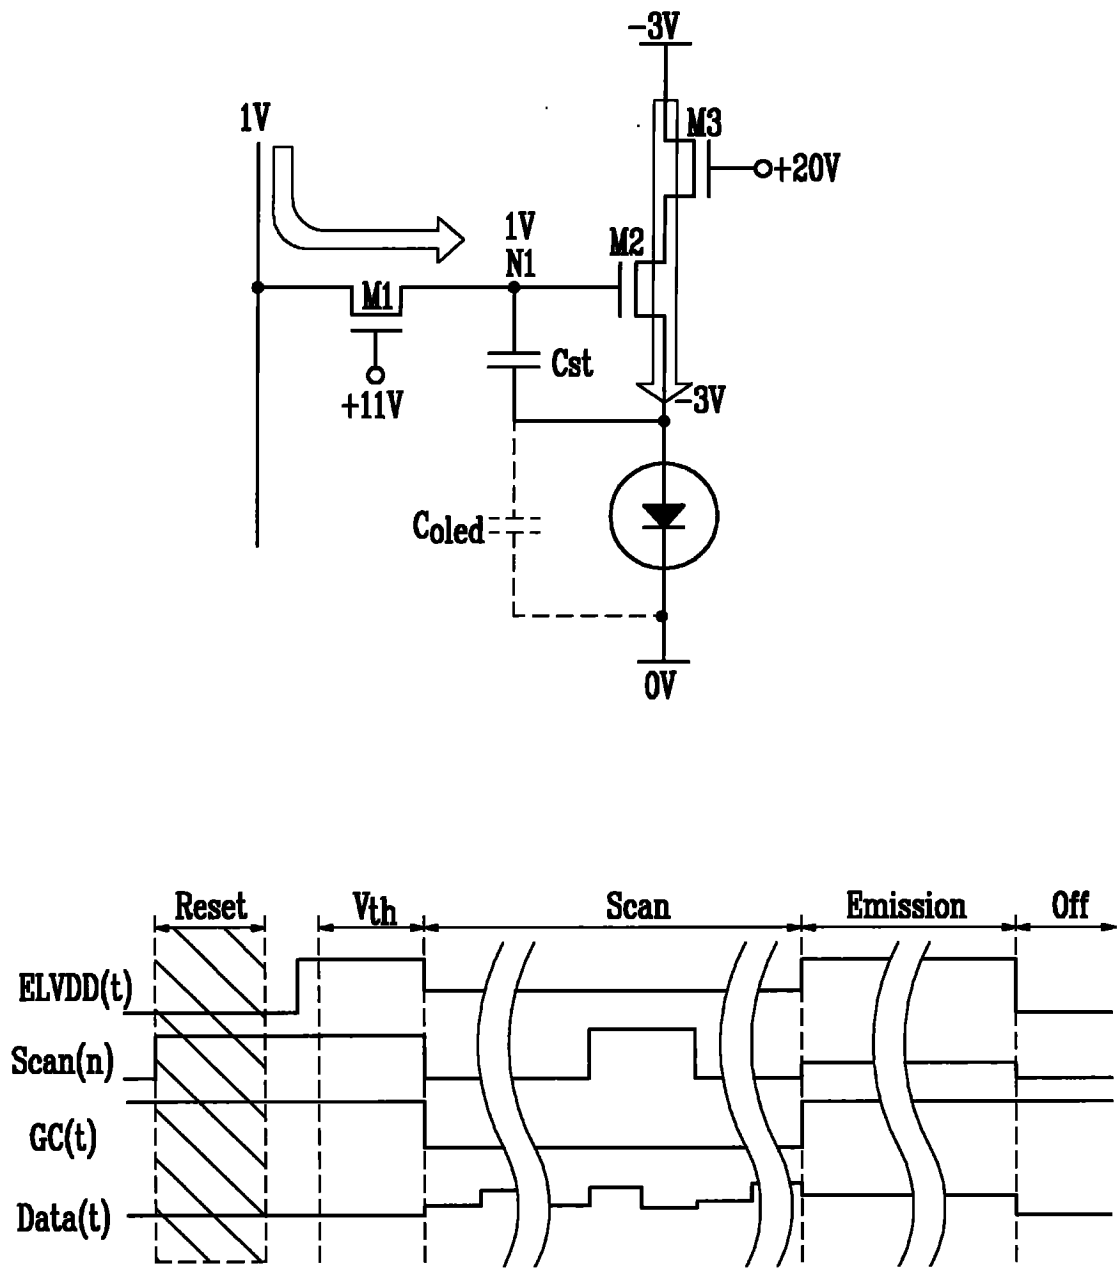 -3V
1V
M3
+20V
1V
N1
M2
M1
Cst
+11V
-3V
Coled
0V
Reset
Vth
Scan
Emission
Off
ELVDD(t)
Scan(n)
GC(t)
Data(t)